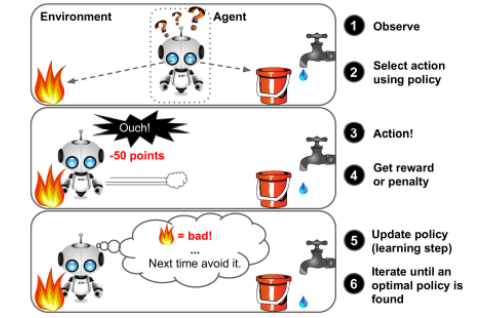 Environment
Agent
? ? ?
1 Observe
2 Select action
using policy
Ouch!
-50 points
3 Action!
4 Get reward
or penalty
= bad!
...
Next time avoid it.
5 Update policy
(learning step)
6 Iterate until an
optimal policy is
found